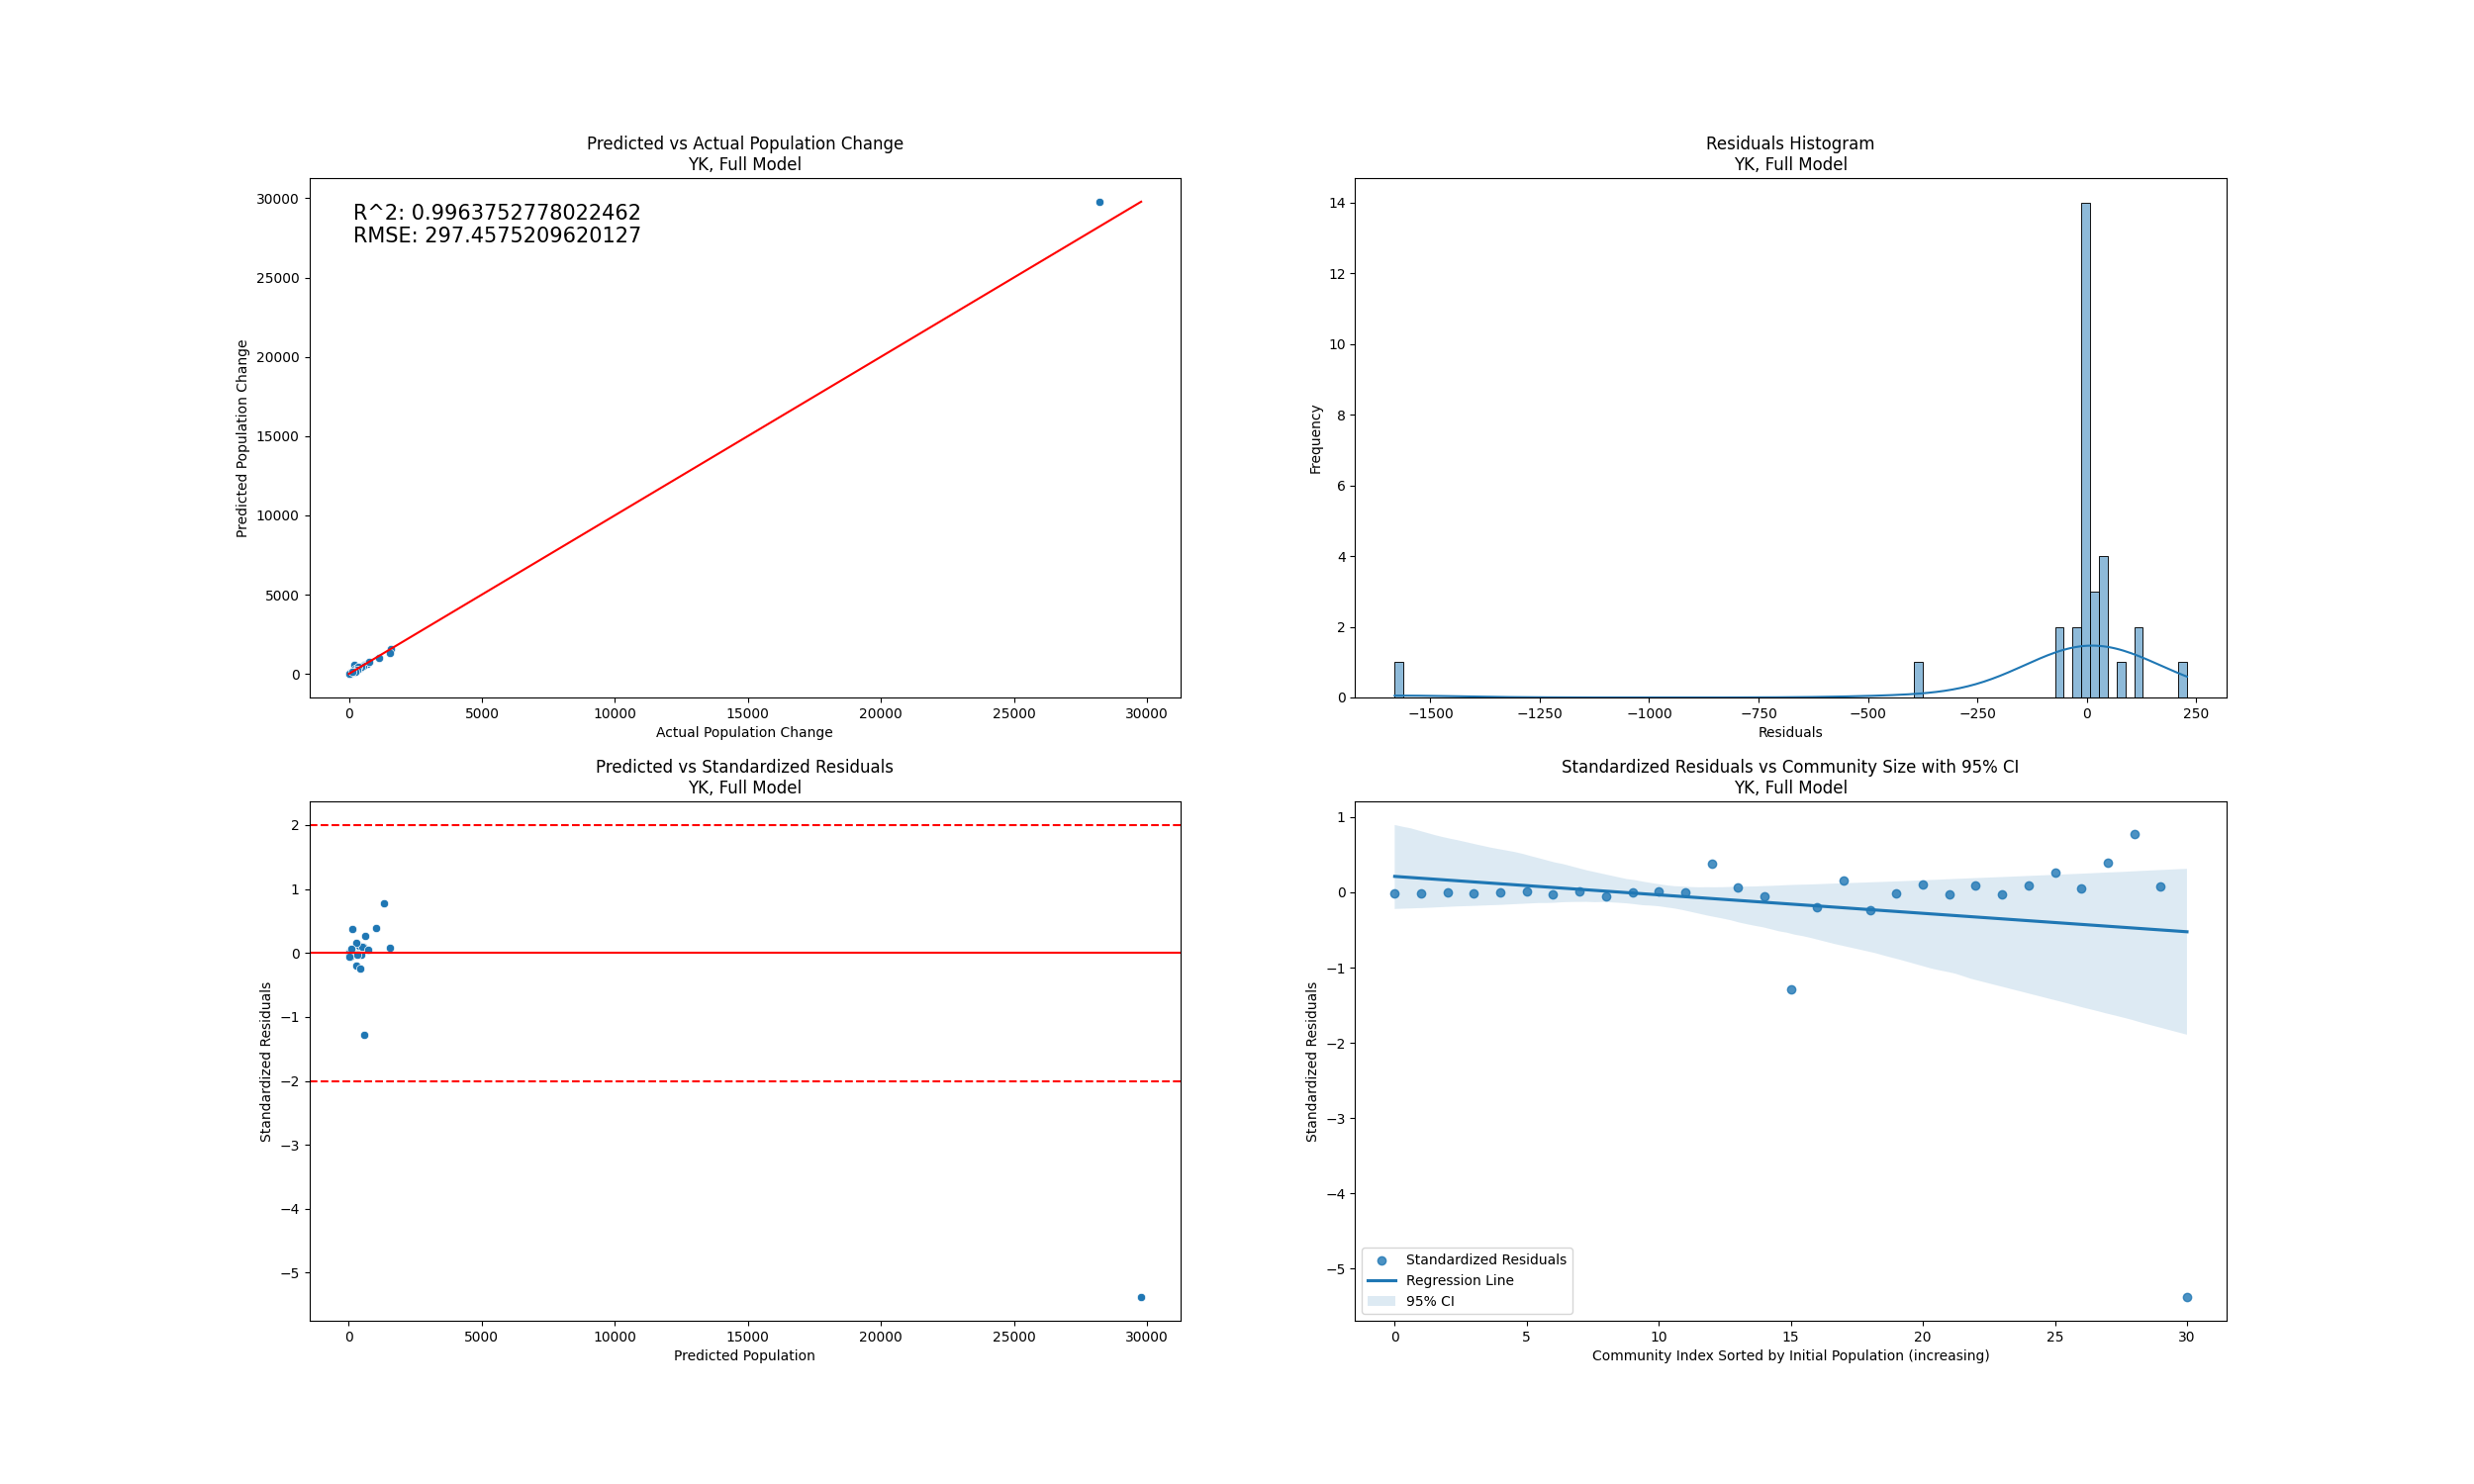 Predicted vs Actual Population Change
YK, Full Model
R^2: 0.9963752778022462
RMSE: 297.4575209620127
30000
25000
20000
15000
10000
5000
0
Predicted Population Change
0 5000 10000 15000 20000 25000 30000
Actual Population Change
Residuals Histogram
YK, Full Model
14
12
10
8
6
4
2
0
Frequency
−1500 −1250 −1000 −750 −500 −250 0 250
Residuals
Predicted vs Standardized Residuals
YK, Full Model
2
1
0
−1
−2
−3
−4
−5
Standardized Residuals
0 5000 10000 15000 20000 25000 30000
Predicted Population
Standardized Residuals vs Community Size with 95% CI
YK, Full Model
1
0
−1
−2
−3
−4
−5
Standardized Residuals
Standardized Residuals
Regression Line
95% CI
0 5 10 15 20 25 30
Community Index Sorted by Initial Population (increasing)